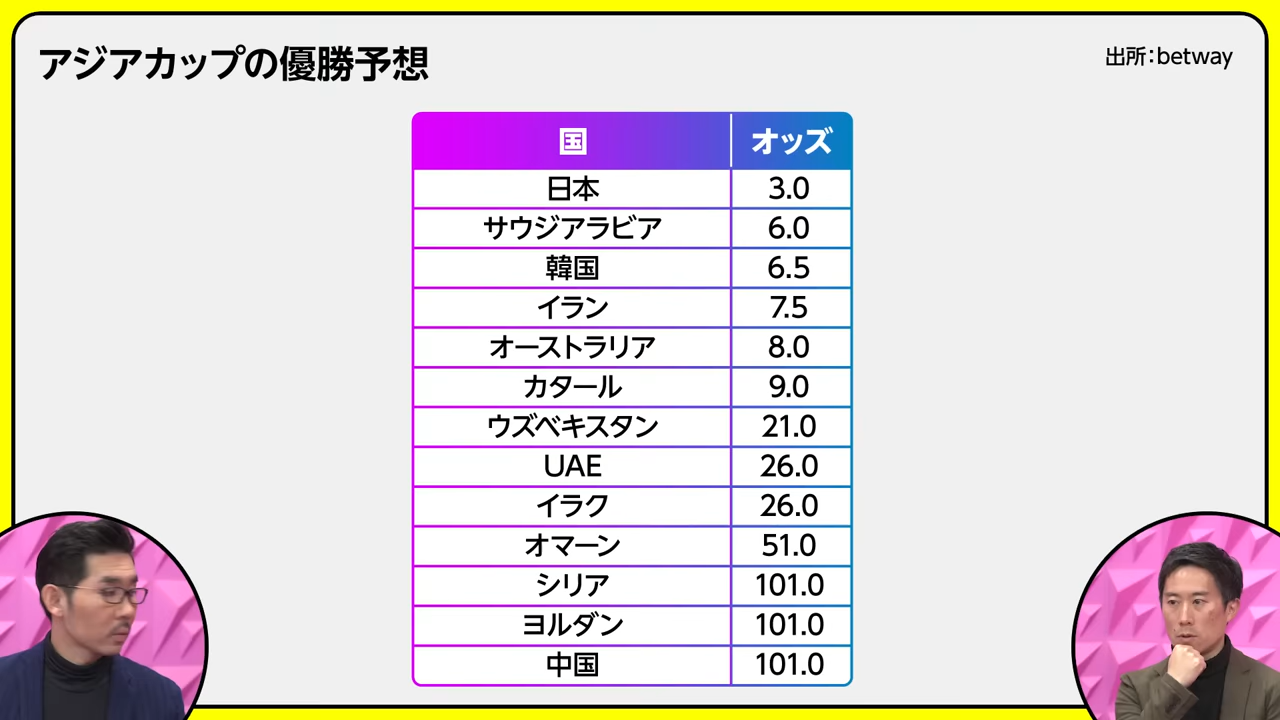 アジアカップの優勝予想
出所：betway
国 オッズ
日本 3.0
サウジアラビア 6.0
韓国 6.5
イラン 7.5
オーストラリア 8.0
カタール 9.0
ウズベキスタン 21.0
UAE 26.0
イラク 26.0
オマーン 51.0
シリア 101.0
ヨルダン 101.0
中国 101.0